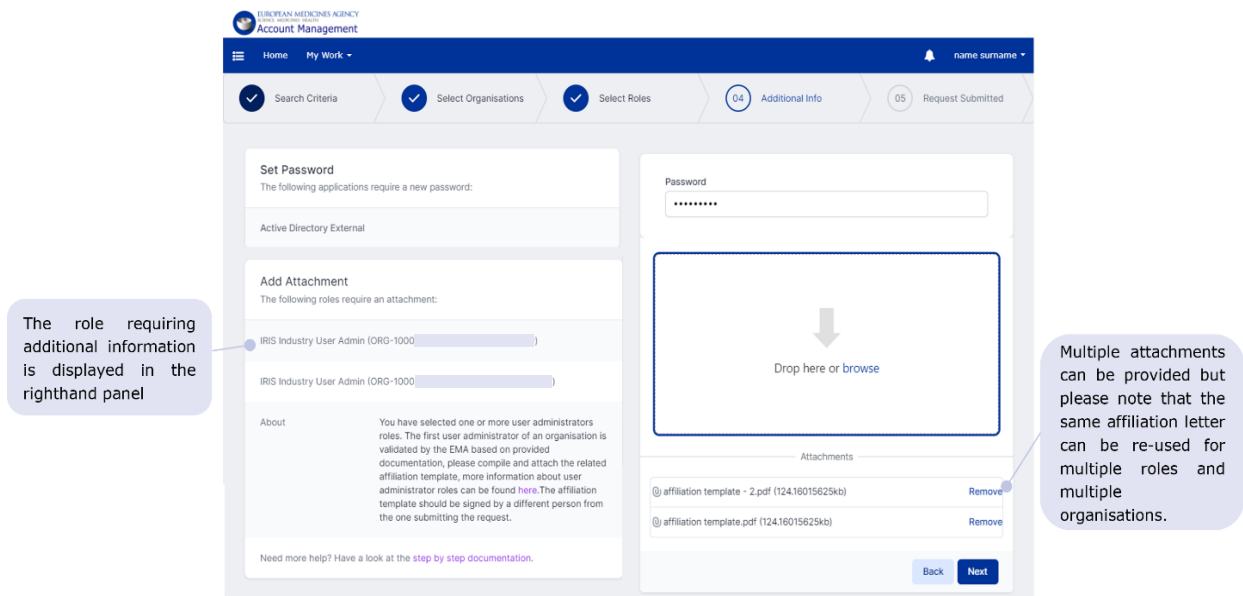 EUROPEAN MEDICINES AGENCY
SCIENCE MEDICINES HEALTH
Account Management
Home My Work
name surname
Search Criteria
Select Organisations
Select Roles
04 Additional Info
05 Request Submitted
Set Password
The following applications require a new password:
Active Directory External
Password
•••••••••
Add Attachment
The following roles require an attachment:
IRIS Industry User Admin (ORG-1000 )
IRIS Industry User Admin (ORG-1000 )
About
You have selected one or more user administrators
roles. The first user administrator of an organisation is
validated by the EMA based on provided
documentation, please compile and attach the related
affiliation template, more information about user
administrator roles can be found here.The affiliation
template should be signed by a different person from
the one submitting the request.
Need more help? Have a look at the step by step documentation.
Drop here or browse
Attachments
affiliation template - 2.pdf (124.16015625kb) Remove
affiliation template.pdf (124.16015625kb) Remove
Back Next
The role requiring
additional information
is displayed in the
righthand panel
Multiple attachments
can be provided but
please note that the
same affiliation letter
can be re-used for
multiple roles and
multiple
organisations.